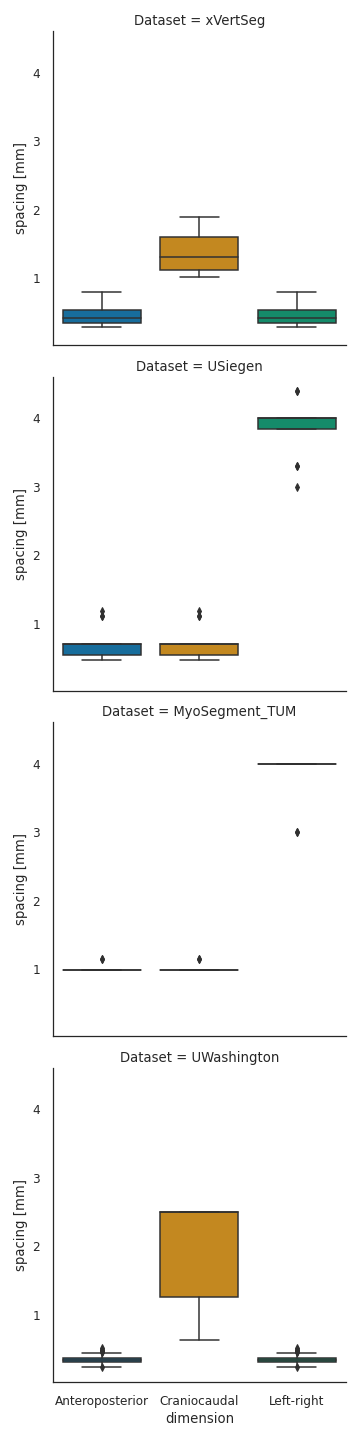 Dataset = xVertSeg
4
3
2
1
spacing [mm]
Dataset = USiegen
4
3
2
1
spacing [mm]
Dataset = MyoSegment_TUM
4
3
2
1
spacing [mm]
Dataset = UWashington
4
3
2
1
spacing [mm]
Anteroposterior Craniocaudal Left-right
dimension